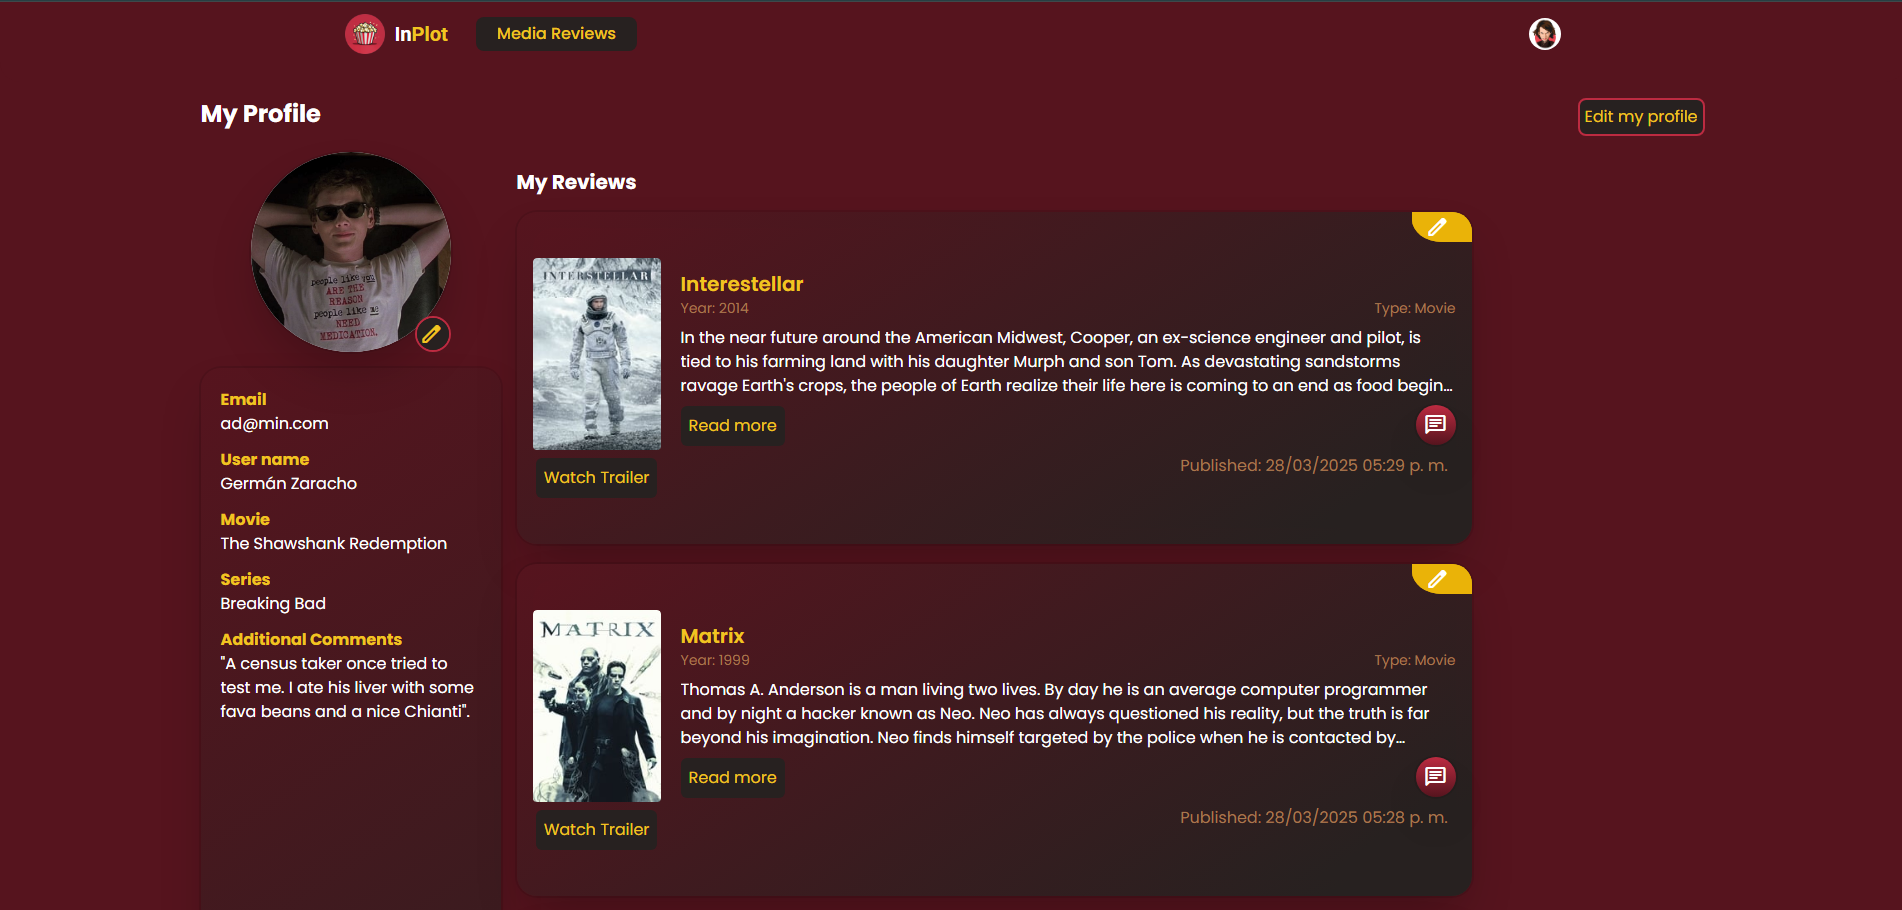 InPlot
Media Reviews
My Profile
Edit my profile
people like you
ARE THE
REASON
people like me
NEED
MEDICATION.
Email
ad@min.com
User name
Germán Zaracho
Movie
The Shawshank Redemption
Series
Breaking Bad
Additional Comments
"A census taker once tried to
test me. I ate his liver with some
fava beans and a nice Chianti".
My Reviews
INTERSTELLAR
Watch Trailer
Interestellar
Year: 2014
Type: Movie
In the near future around the American Midwest, Cooper, an ex-science engineer and pilot, is
tied to his farming land with his daughter Murph and son Tom. As devastating sandstorms
ravage Earth's crops, the people of Earth realize their life here is coming to an end as food begin...
Read more
Published: 28/03/2025 05:29 p. m.
MATRIX
Watch Trailer
Matrix
Year: 1999
Type: Movie
Thomas A. Anderson is a man living two lives. By day he is an average computer programmer
and by night a hacker known as Neo. Neo has always questioned his reality, but the truth is far
beyond his imagination. Neo finds himself targeted by the police when he is contacted by...
Read more
Published: 28/03/2025 05:28 p. m.